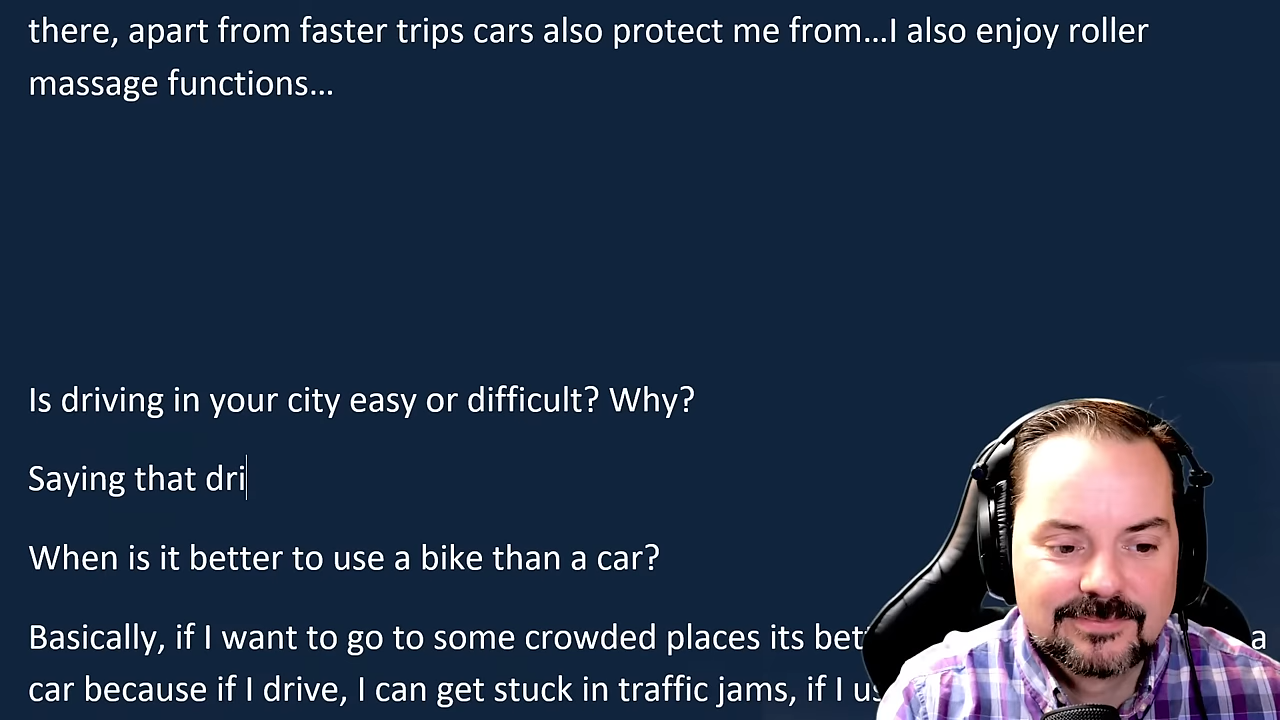 there, apart from faster trips cars also protect me from...I also enjoy roller
massage functions...
Is driving in your city easy or difficult? Why?
Saying that dri
When is it better to use a bike than a car?
Basically, if I want to go to some crowded places its a
car because if I drive, I can get stuck in traffic jams, if I